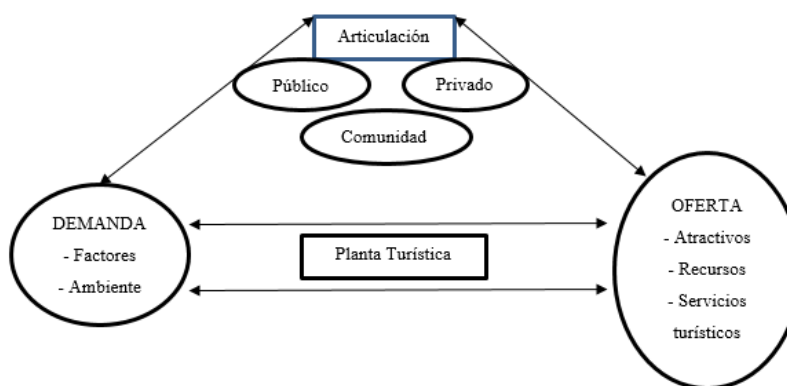 Articulación
Público
Privado
Comunidad
DEMANDA
- Factores
- Ambiente
Planta Turística
OFERTA
- Atractivos
- Recursos
- Servicios
turísticos